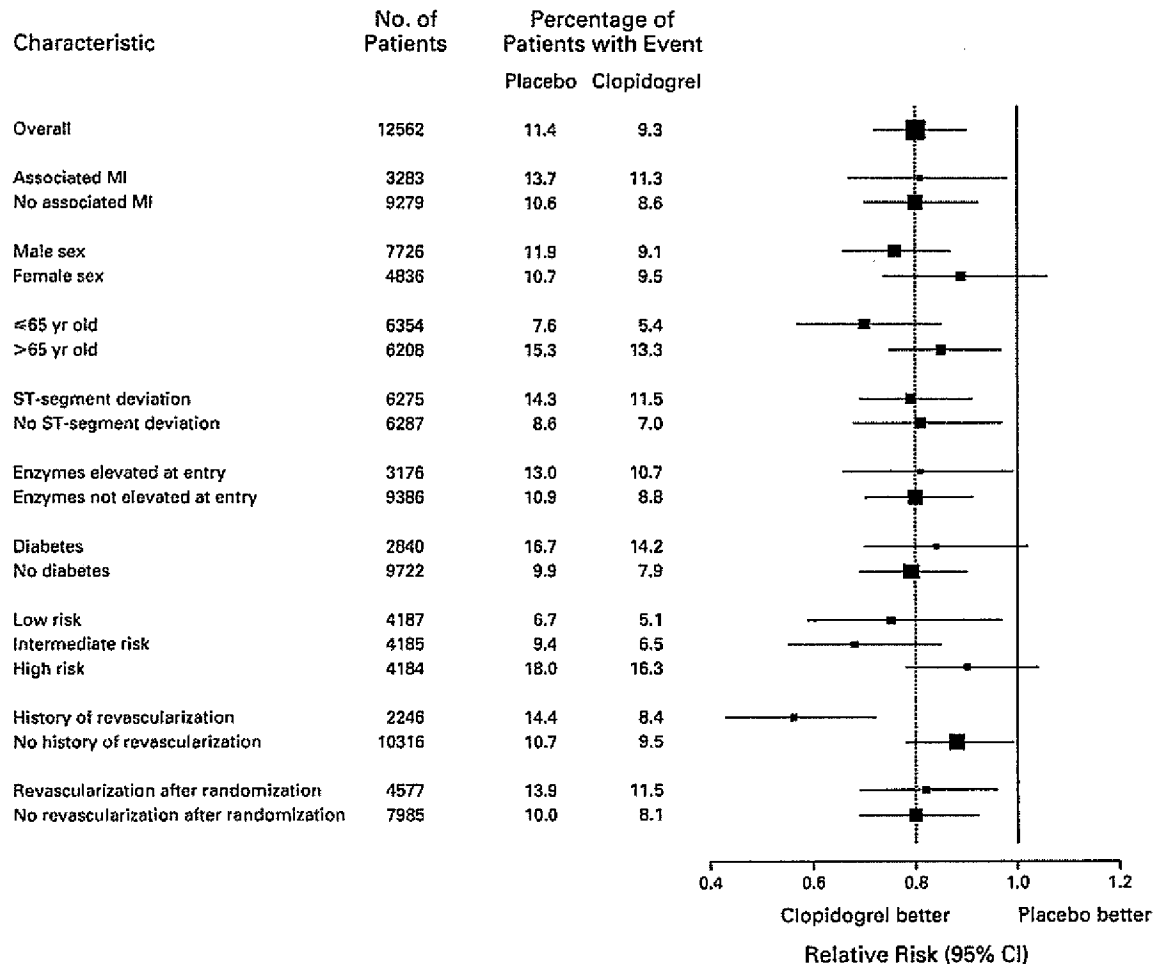 Characteristic No. of Patients Percentage of Patients with Event
Placebo Clopidogrel
Overall 12562 11.4 9.3
Associated MI 3283 13.7 11.3
No associated MI 9279 10.6 8.6
Male sex 7726 11.9 9.1
Female sex 4836 10.7 9.5
≤65 yr old 6354 7.6 5.4
>65 yr old 6208 15.3 13.3
ST-segment deviation 6275 14.3 11.5
No ST-segment deviation 6287 8.6 7.0
Enzymes elevated at entry 3176 13.0 10.7
Enzymes not elevated at entry 9386 10.9 8.8
Diabetes 2840 16.7 14.2
No diabetes 9722 9.9 7.9
Low risk 4187 6.7 5.1
Intermediate risk 4185 9.4 6.5
High risk 4184 18.0 16.3
History of revascularization 2246 14.4 8.4
No history of revascularization 10316 10.7 9.5
Revascularization after randomization 4577 13.9 11.5
No revascularization after randomization 7985 10.0 8.1
0.4 0.6 0.8 1.0 1.2
Clopidogrel better Placebo better
Relative Risk (95% CI)